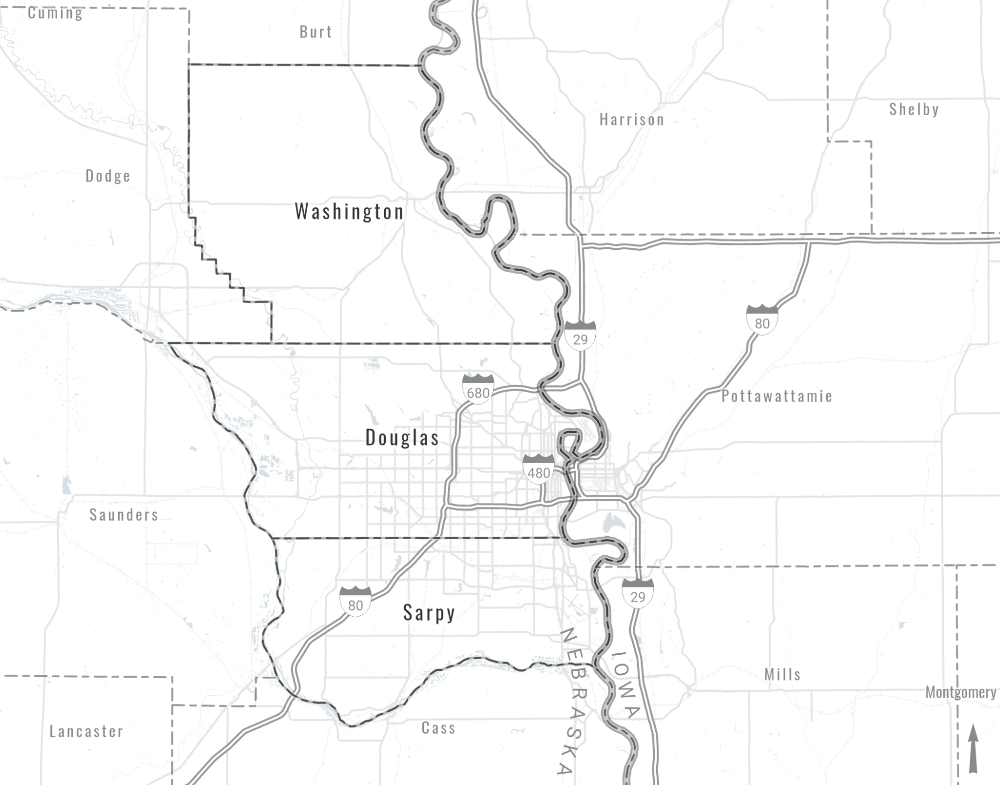 Cuming
Burt
Shelby
Harrison
Dodge
Washington
80
29
680
Pottawattamie
Douglas
480
Saunders
29
80
Sarpy
NEBRASKA
IOWA
Mills
Montgomery
Lancaster
Cass